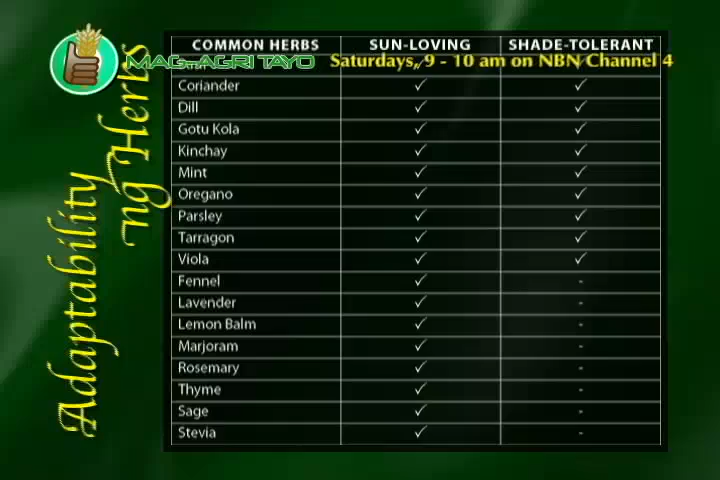 Adaptability
ng Herbs
COMMON HERBS SUN-LOVING SHADE-TOLERANT
MAG-AGRI TAYO Saturdays, 9 - 10 am on NBN Channel 4
Coriander ✓ ✓
Dill ✓ ✓
Gotu Kola ✓ ✓
Kinchay ✓ ✓
Mint ✓ ✓
Oregano ✓ ✓
Parsley ✓ ✓
Tarragon ✓ ✓
Viola ✓ ✓
Fennel ✓ -
Lavender ✓ -
Lemon Balm ✓ -
Marjoram ✓ -
Rosemary ✓ -
Thyme ✓ -
Sage ✓ -
Stevia ✓ -